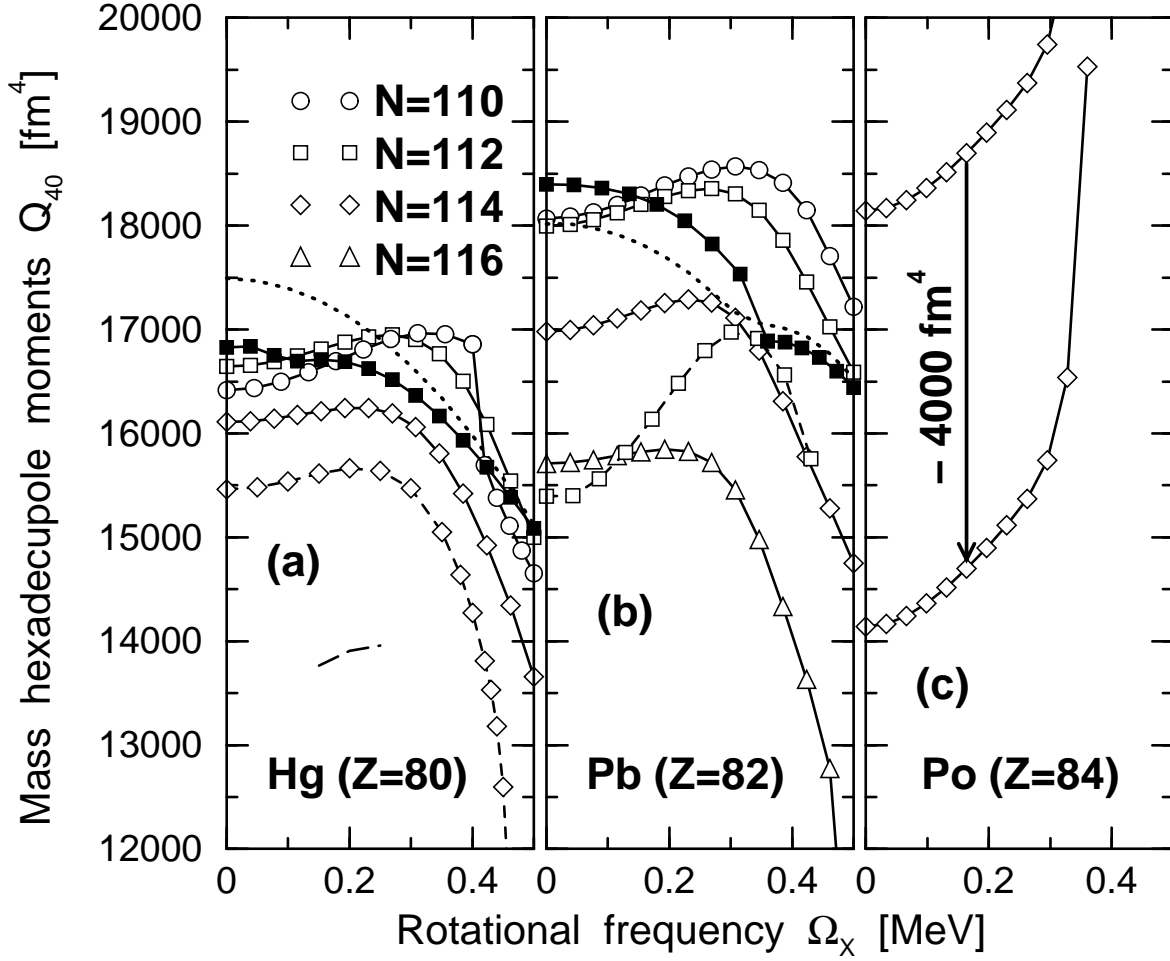 Mass hexadecupole moments Q₄₀ [fm⁴]
20000
19000
18000
17000
16000
15000
14000
13000
12000
N=110
N=112
N=114
N=116
(a)
Hg (Z=80)
(b)
Pb (Z=82)
− 4000 fm⁴
(c)
Po (Z=84)
0 0.2 0.4 0 0.2 0.4 0 0.2 0.4
Rotational frequency Ωₓ [MeV]